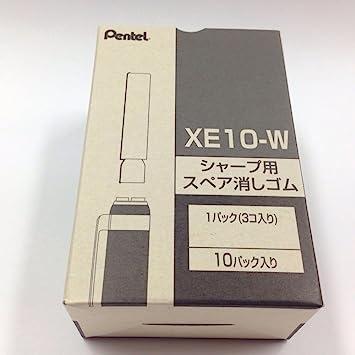 Pentel
XE10-W
シャープ用
スペア消しゴム
1パック(3コ入り)
10パック入り